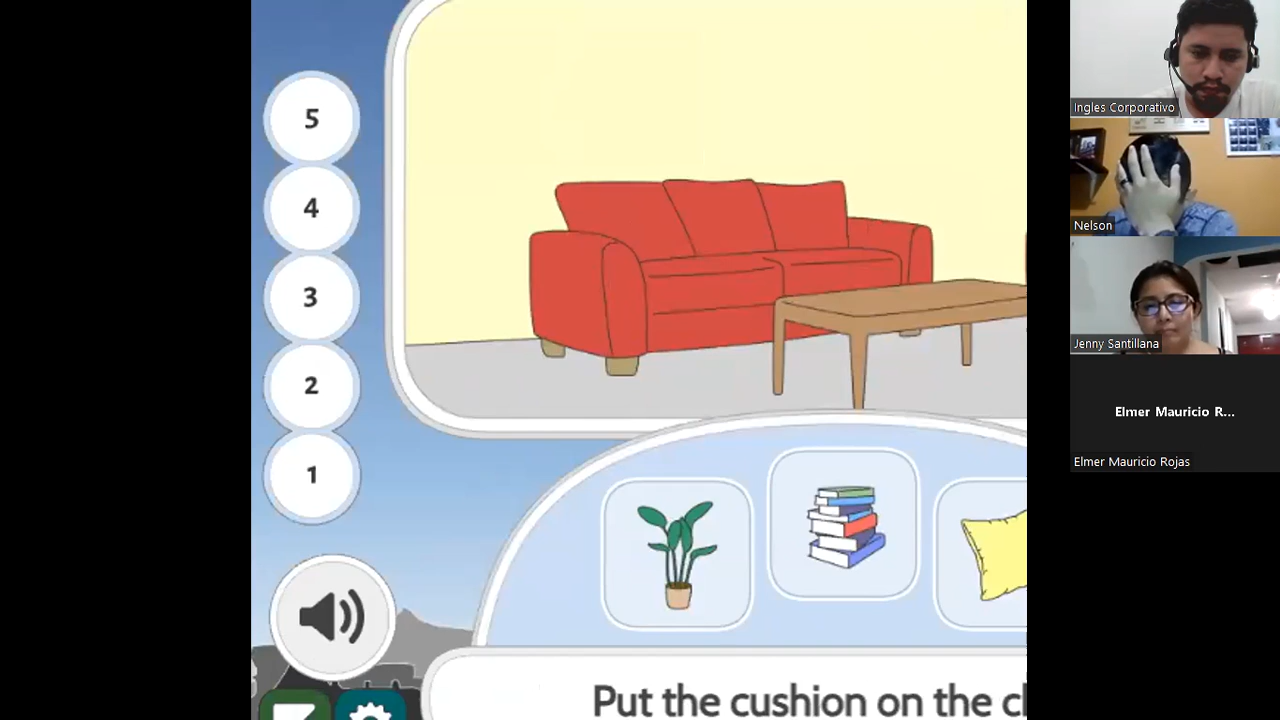 5
4
3
2
1
Put the cushion on the
Ingles Corporativo
Nelson
Jenny Santillana
Elmer Mauricio R...
Elmer Mauricio Rojas